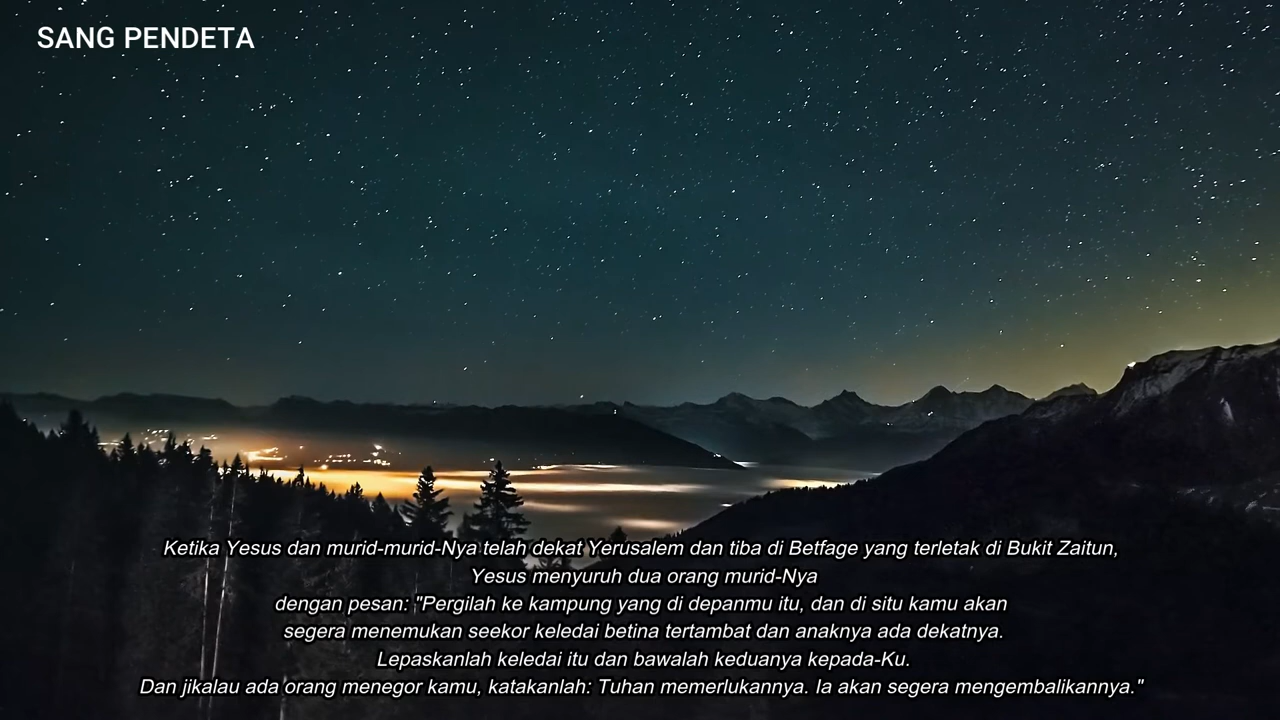 SANG PENDETA
Ketika Yesus dan murid-murid-Nya telah dekat Yerusalem dan tiba di Betfage yang terletak di Bukit Zaitun,
Yesus menyuruh dua orang murid-Nya
dengan pesan: "Pergilah ke kampung yang di depanmu itu, dan di situ kamu akan
segera menemukan seekor keledai betina tertambat dan anaknya ada dekatnya.
Lepaskanlah keledai itu dan bawalah keduanya kepada-Ku.
Dan jikalau ada orang menegor kamu, katakanlah: Tuhan memerlukannya. Ia akan segera mengembalikannya."